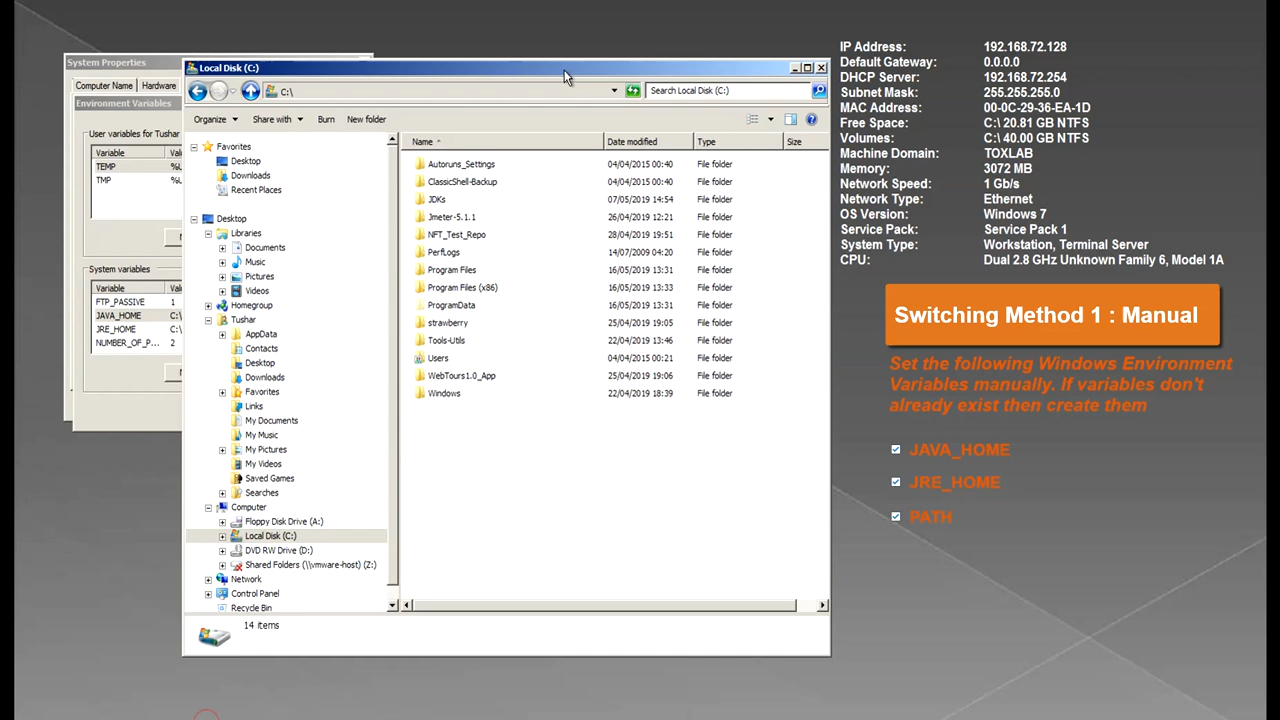 System Properties
Computer Name
Hardware
Environment Variables
User variables for Tushar
Variable
TEMP
TMP
System variables
Variable
FTP_PASSIVE 1
JAVA_HOME C:\
JRE_HOME C:\
NUMBER_OF_P... 2
Local Disk (C:)
C:\
Search Local Disk (C:)
Organize Share with Burn New folder
Favorites
Desktop
Downloads
Recent Places
Desktop
Libraries
Documents
Music
Pictures
Videos
Homegroup
Tushar
AppData
Contacts
Desktop
Downloads
Favorites
Links
My Documents
My Music
My Pictures
My Videos
Saved Games
Searches
Computer
Floppy Disk Drive (A:)
Local Disk (C:)
DVD RW Drive (D:)
Shared Folders (\\vmware-host) (Z:)
Network
Control Panel
Recycle Bin
Name Date modified Type Size
Autoruns_Settings 04/04/2015 00:40 File folder
ClassicShell-Backup 04/04/2015 00:40 File folder
JDKs 07/05/2019 14:54 File folder
Jmeter-5.1.1 26/04/2019 12:21 File folder
NFT_Test_Repo 28/04/2019 19:51 File folder
PerfLogs 14/07/2009 04:20 File folder
Program Files 16/05/2019 13:31 File folder
Program Files (x86) 16/05/2019 13:33 File folder
ProgramData 16/05/2019 13:31 File folder
strawberry 25/04/2019 19:05 File folder
Tools-Utils 22/04/2019 13:46 File folder
Users 04/04/2015 00:21 File folder
WebTours1.0_App 25/04/2019 19:06 File folder
Windows 22/04/2019 18:39 File folder
14 items
IP Address: 192.168.72.128
Default Gateway: 0.0.0.0
DHCP Server: 192.168.72.254
Subnet Mask: 255.255.255.0
MAC Address: 00-0C-29-36-EA-1D
Free Space: C:\ 20.81 GB NTFS
Volumes: C:\ 40.00 GB NTFS
Machine Domain: TOXLAB
Memory: 3072 MB
Network Speed: 1 Gb/s
Network Type: Ethernet
OS Version: Windows 7
Service Pack: Service Pack 1
System Type: Workstation, Terminal Server
CPU: Dual 2.8 GHz Unknown Family 6, Model 1A
Switching Method 1 : Manual
Set the following Windows Environment
Variables manually. If variables don't
already exist then create them
JAVA_HOME
JRE_HOME
PATH